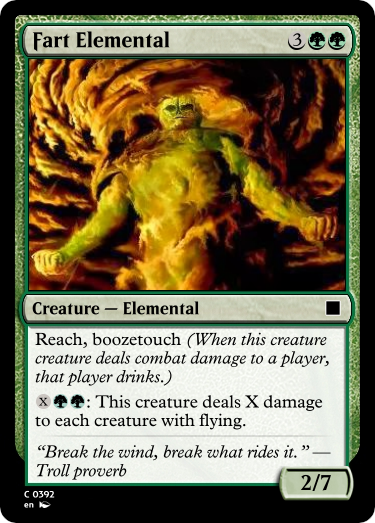 Fart Elemental 3
Creature — Elemental
Reach, boozetouch (When this creature
creature deals combat damage to a player,
that player drinks.)
X: This creature deals X damage
to each creature with flying.
“Break the wind, break what rides it.” —
Troll proverb
2/7
C 0392
en